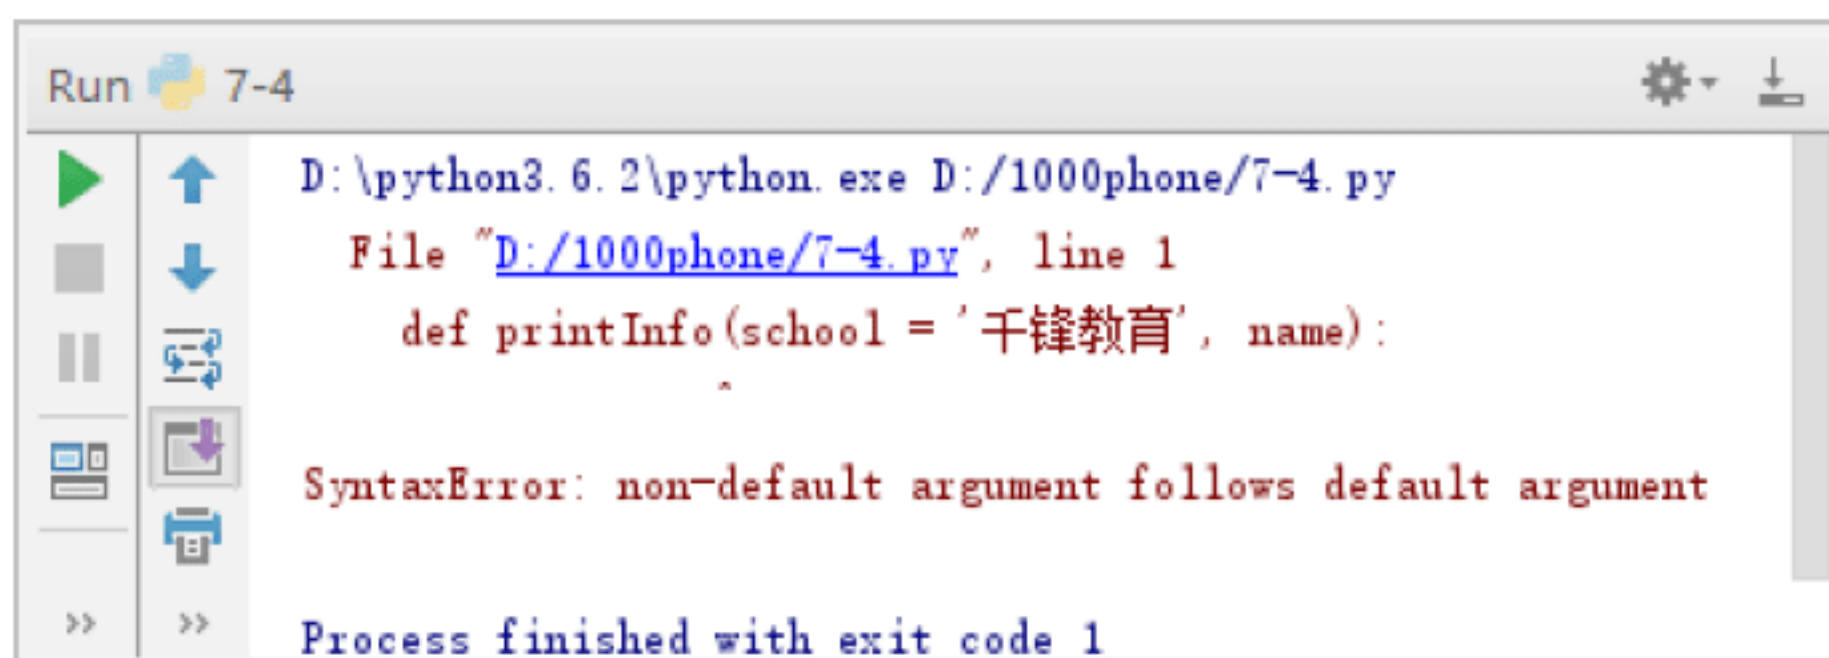 Run 7-4
D:\python3.6.2\python.exe D:/1000phone/7-4.py
File "D:/1000phone/7-4.py", line 1
def printInfo(school = '千锋教育', name):
^
SyntaxError: non-default argument follows default argument
Process finished with exit code 1